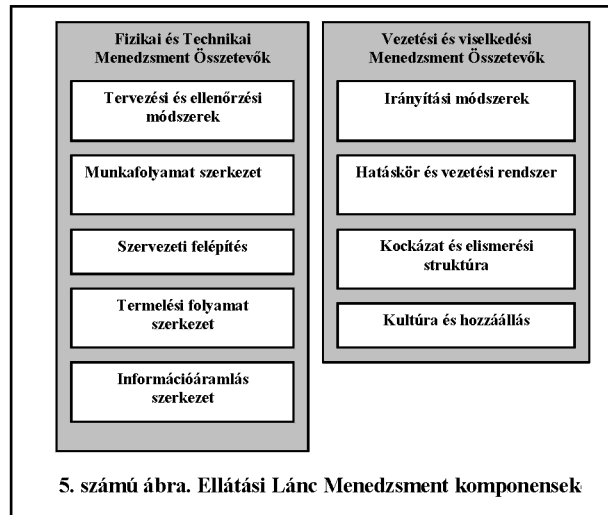 Fizikai és Technikai
Menedzsment Összetevők
Tervezési és ellenőrzési
módszerek
Munkafolyamat szerkezet
Szervezeti felépítés
Termelési folyamat
szerkezet
Információáramlás
szerkezet
Vezetési és viselkedési
Menedzsment Összetevők
Irányítási módszerek
Hatáskör és vezetési rendszer
Kockázat és elismerési
struktúra
Kultúra és hozzáállás
5. számú ábra. Ellátási Lánc Menedzsment komponensek